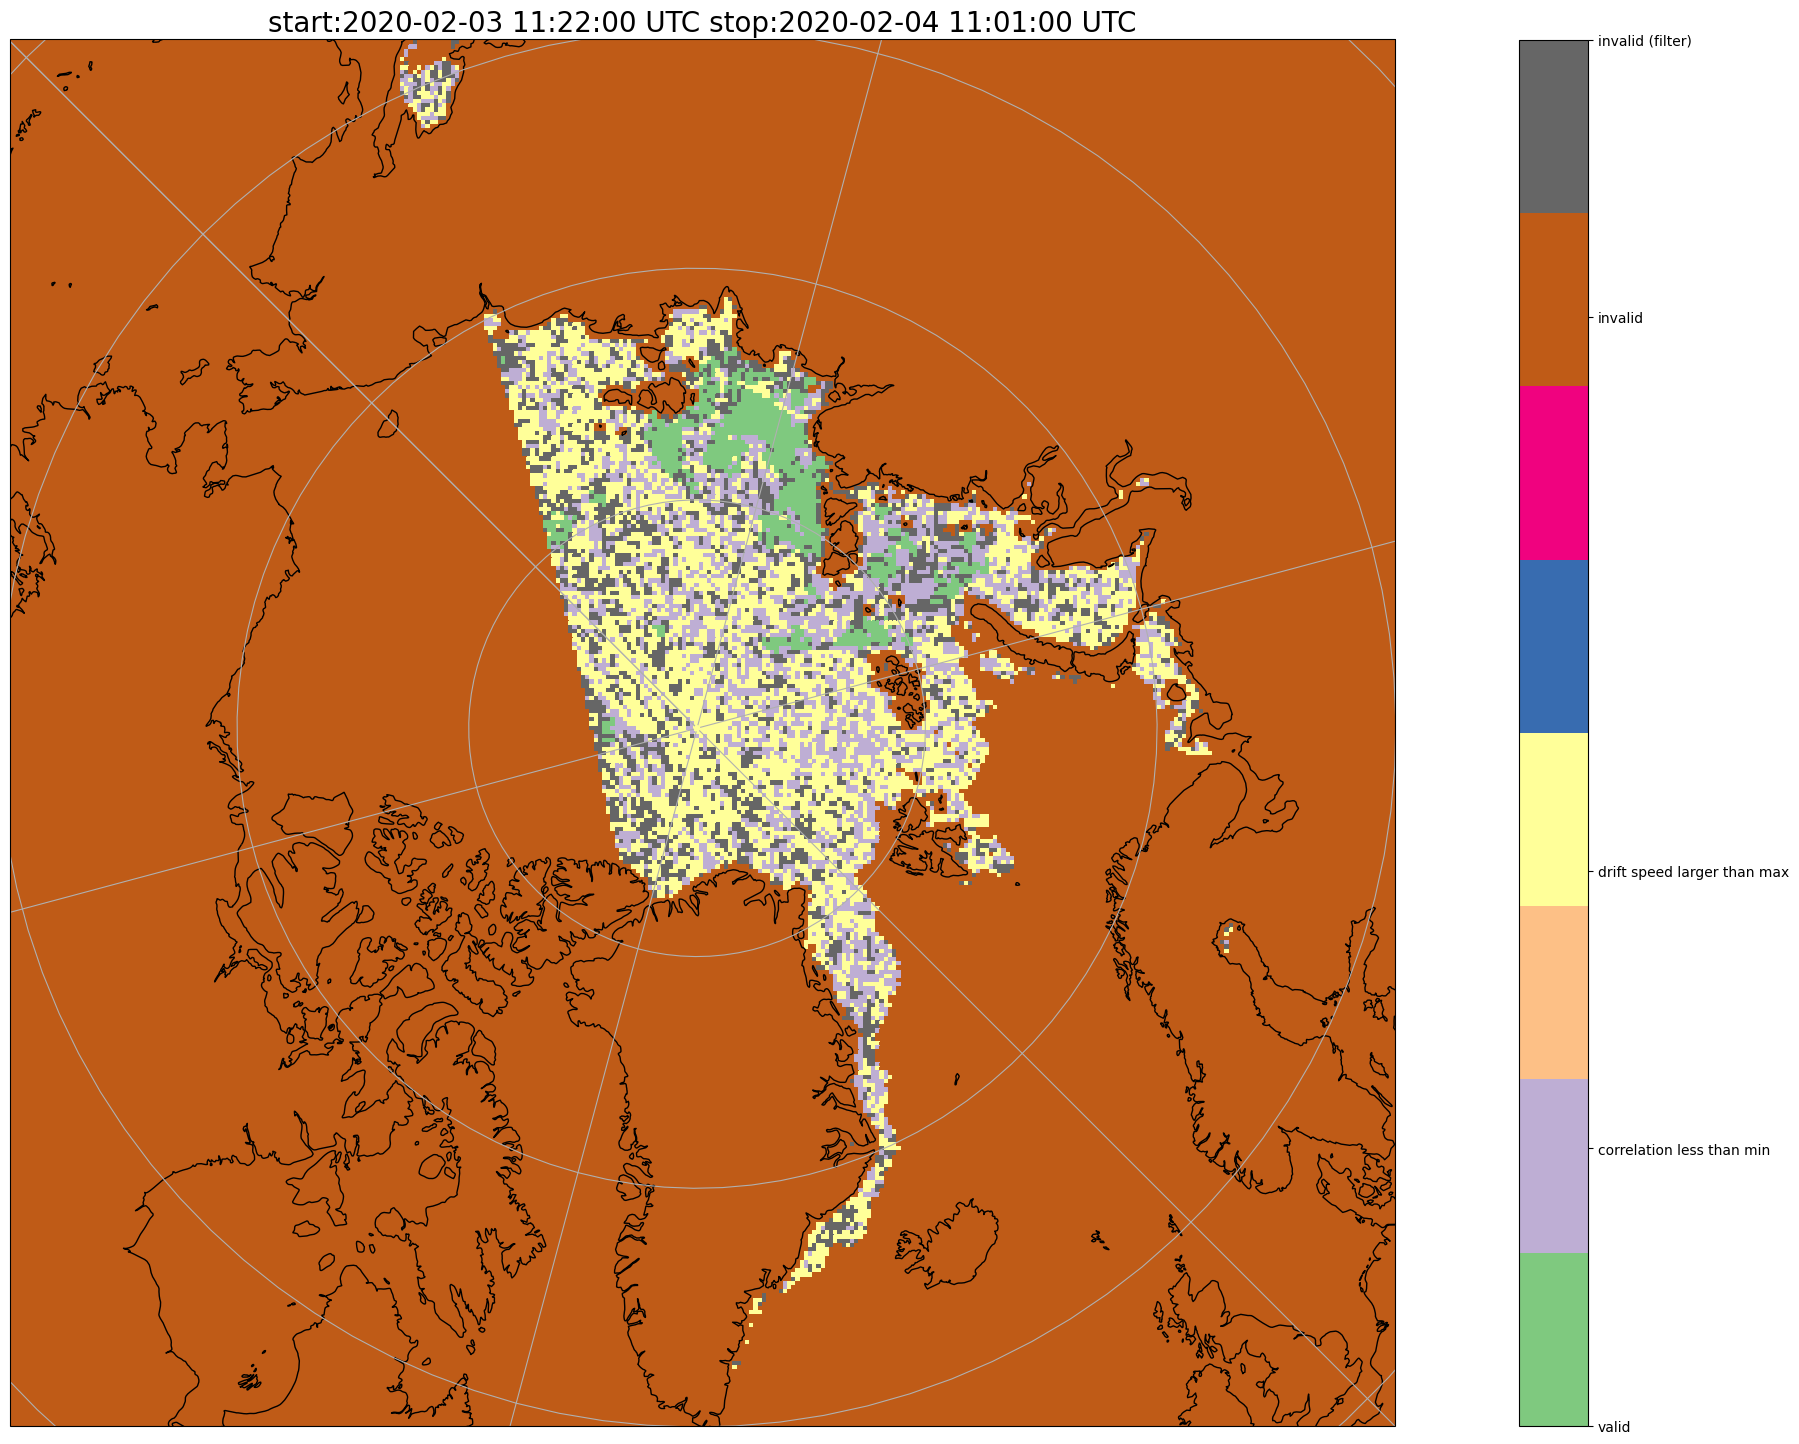 start:2020-02-03 11:22:00 UTC stop:2020-02-04 11:01:00 UTC
invalid (filter)
invalid
drift speed larger than max
correlation less than min
valid